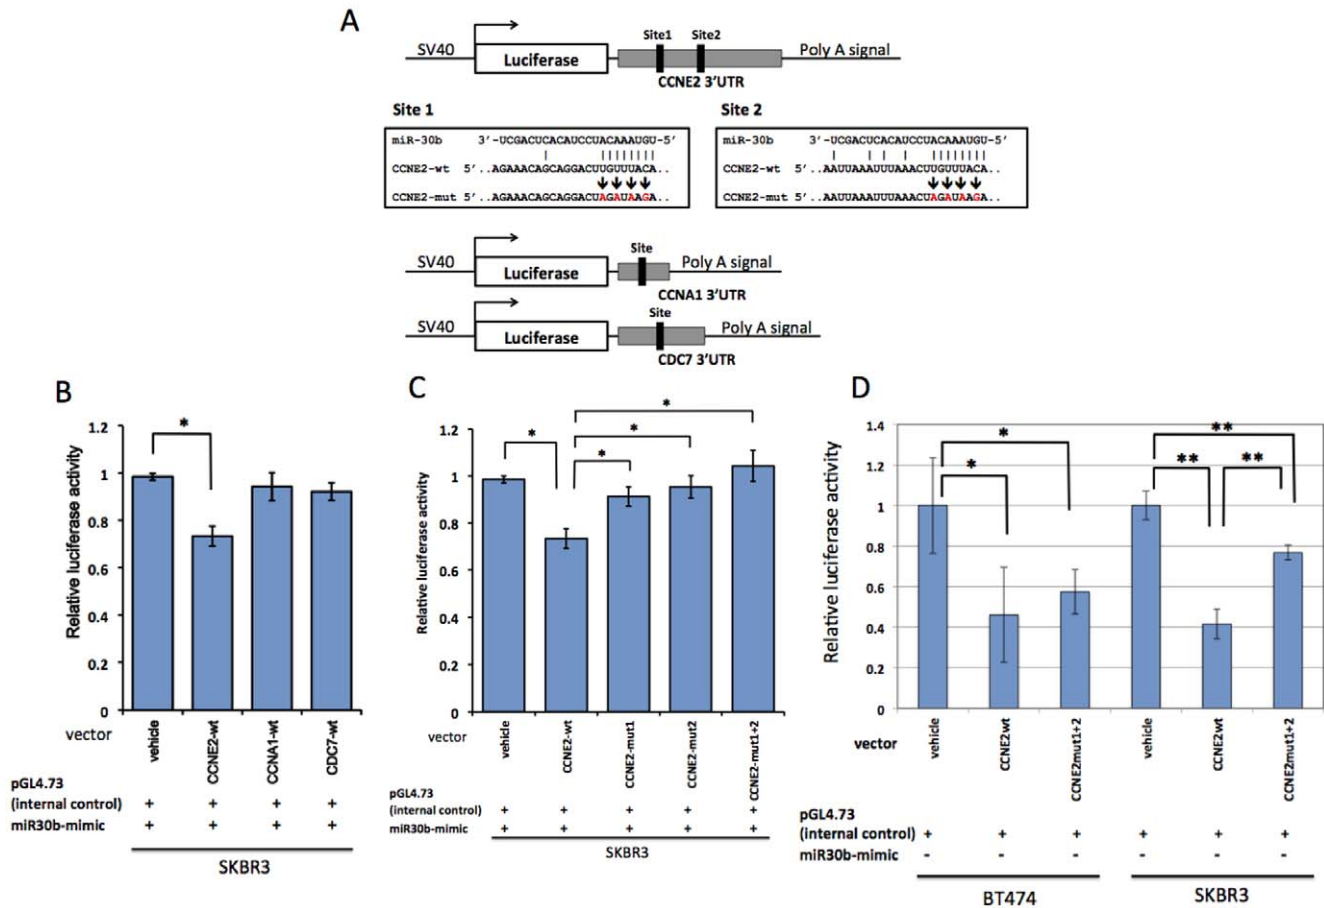 A
SV40
Luciferase
Site1 Site2
Poly A signal
CCNE2 3'UTR
Site 1
miR-30b 3'-UCGACUCACAUCCUACAAAUGU-5'
CCNE2-wt 5'..AGAAACAGCAGGACUUGUUUACA..
CCNE2-mut 5'..AGAAACAGCAGGACUAGAUAAGA..
Site 2
miR-30b 3'-UCGACUCACAUCCUACAAAUGU-5'
CCNE2-wt 5'..AAUUAAAUUUAAACUUGUUUACA..
CCNE2-mut 5'..AAUUAAAUUUAAACUAGAUAAGA..
SV40
Luciferase
Site
Poly A signal
CCNA1 3'UTR
SV40
Luciferase
Site
Poly A signal
CDC7 3'UTR
B
Relative luciferase activity
1.2
1
0.8
0.6
0.4
0.2
0
*
vector
vehicle
CCNE2-wt
CCNA1-wt
CDC7-wt
pGL4.73
(internal control) + + + +
miR30b-mimic + + + +
SKBR3
C
Relative luciferase activity
1.2
1
0.8
0.6
0.4
0.2
0
*
*
*
*
vector
vehicle
CCNE2-wt
CCNE2-mut1
CCNE2-mut2
CCNE2-mut1+2
pGL4.73
(internal control) + + + + +
miR30b-mimic + + + + +
SKBR3
D
Relative luciferase activity
1.4
1.2
1
0.8
0.6
0.4
0.2
0
*
*
**
**
**
vector
vehicle
CCNE2wt
CCNE2mut1+2
vehicle
CCNE2wt
CCNE2mut1+2
pGL4.73
(internal control) + + + + + +
miR30b-mimic - - - - - -
BT474
SKBR3